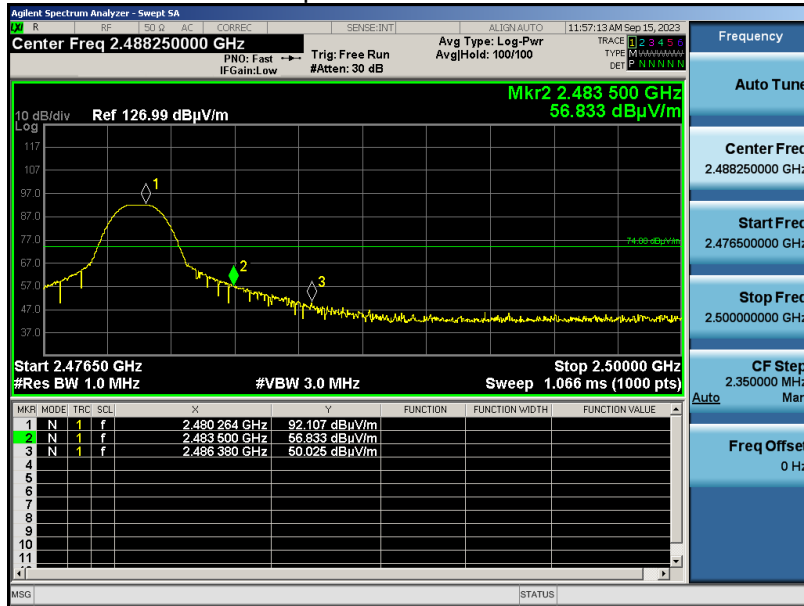 Agilent Spectrum Analyzer - Swept SA
LXI R RF 50 Ω AC CORREC SENSE:INT ALIGN AUTO 11:57:13 AM Sep 15, 2023
Center Freq 2.488250000 GHz
PNO: Fast
IFGain:Low
Trig: Free Run
#Atten: 30 dB
Avg Type: Log-Pwr
Avg|Hold: 100/100
TRACE 1 2 3 4 5 6
TYPE M
DET P N N N N N
Mkr2 2.483 500 GHz
56.833 dBµV/m
10 dB/div Ref 126.99 dBµV/m
Log
117
107
97.0
87.0
77.0
67.0
57.0
47.0
37.0
1
2
3
74.00 dBµV/m
Start 2.47650 GHz Stop 2.50000 GHz
#Res BW 1.0 MHz #VBW 3.0 MHz Sweep 1.066 ms (1000 pts)
MKR MODE TRC SCL X Y FUNCTION FUNCTION WIDTH FUNCTION VALUE
1 N 1 f 2.480 264 GHz 92.107 dBµV/m
2 N 1 f 2.483 500 GHz 56.833 dBµV/m
3 N 1 f 2.486 380 GHz 50.025 dBµV/m
4
5
6
7
8
9
10
11
MSG STATUS
Frequency
Auto Tune
Center Freq
2.488250000 GHz
Start Freq
2.476500000 GHz
Stop Freq
2.500000000 GHz
CF Step
2.350000 MHz
Auto Man
Freq Offset
0 Hz